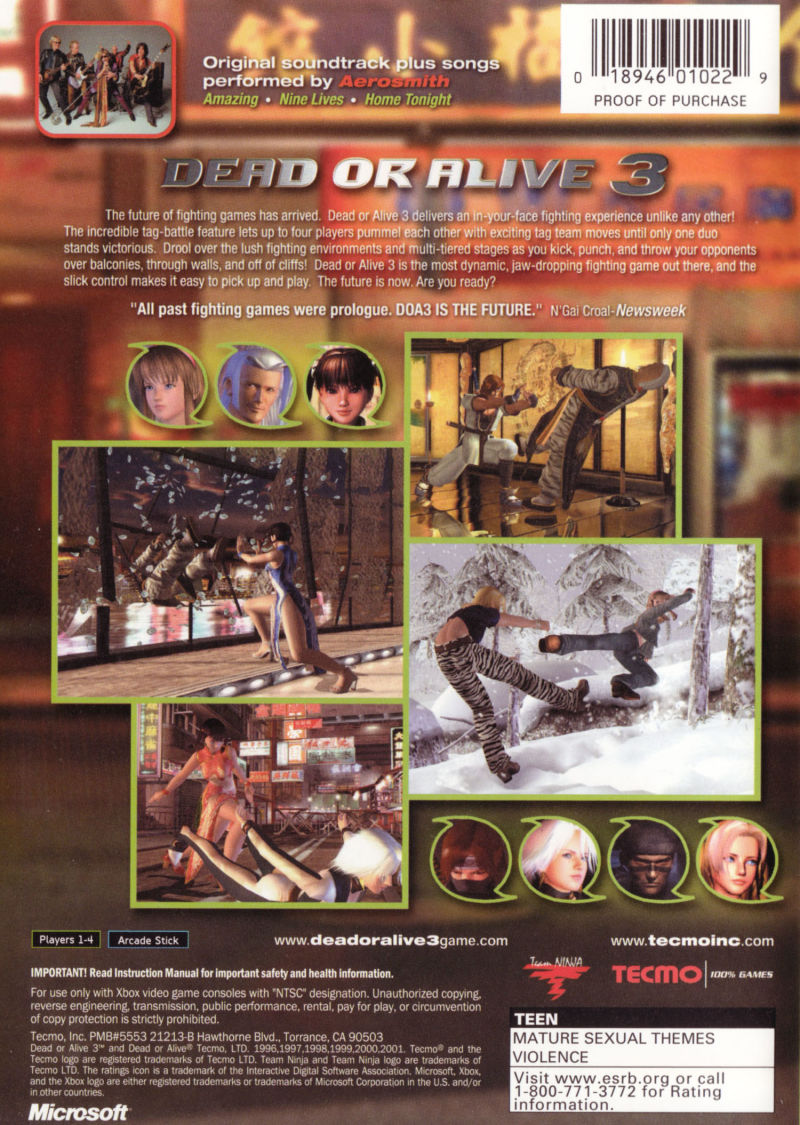 Original soundtrack plus songs
performed by Aerosmith
Amazing • Nine Lives • Home Tonight
0 18946 01022 9
PROOF OF PURCHASE
DEAD OR ALIVE 3
The future of fighting games has arrived. Dead or Alive 3 delivers an in-your-face fighting experience unlike any other!
The incredible tag-battle feature lets up to four players pummel each other with exciting tag team moves until only one duo
stands victorious. Drool over the lush fighting environments and multi-tiered stages as you kick, punch, and throw your opponents
over balconies, through walls, and off of cliffs! Dead or Alive 3 is the most dynamic, jaw-dropping fighting game out there, and the
slick control makes it easy to pick up and play. The future is now. Are you ready?
"All past fighting games were prologue. DOA3 IS THE FUTURE." N'Gai Croal-Newsweek
Players 1-4
Arcade Stick
www.deadoralive3game.com
www.tecmoinc.com
IMPORTANT! Read Instruction Manual for important safety and health information.
For use only with Xbox video game consoles with "NTSC" designation. Unauthorized copying,
reverse engineering, transmission, public performance, rental, pay for play, or circumvention
of copy protection is strictly prohibited.
Tecmo, Inc. PMB#5553 21213-B Hawthorne Blvd., Torrance, CA 90503
Dead or Alive 3™ and Dead or Alive® Tecmo, LTD. 1996,1997,1998,1999,2000,2001. Tecmo® and the
Tecmo logo are registered trademarks of Tecmo LTD. Team Ninja and Team Ninja logo are trademarks of
Tecmo LTD. The ratings icon is a trademark of the Interactive Digital Software Association. Microsoft, Xbox,
and the Xbox logo are either registered trademarks or trademarks of Microsoft Corporation in the U.S. and/or
in other countries.
Microsoft
Team NINJA
TECMO 100% GAMES
TEEN
MATURE SEXUAL THEMES
VIOLENCE
Visit www.esrb.org or call
1-800-771-3772 for Rating
information.